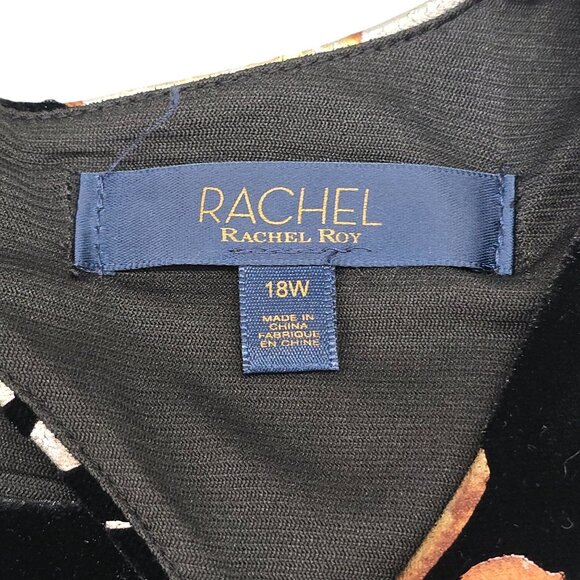 RACHEL
RACHEL ROY
18W
MADE IN
CHINA
FABRIQUE
EN CHINE